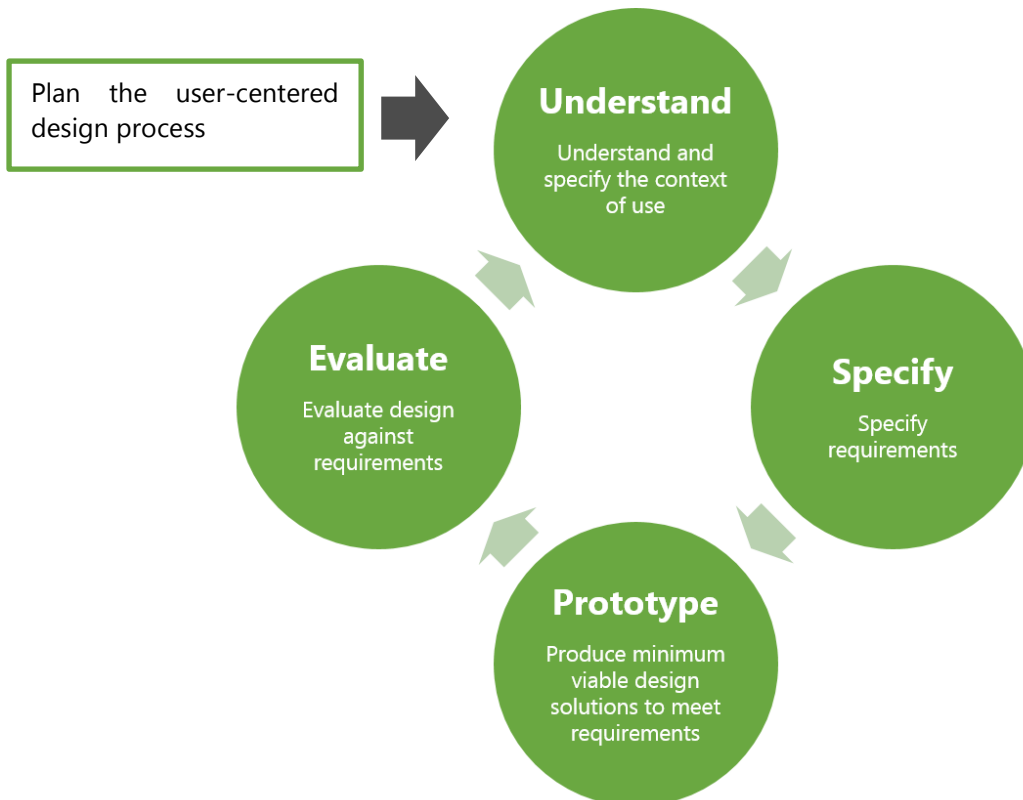 Plan the user-centered
design process
Understand
Understand and
specify the context
of use
Specify
Specify
requirements
Prototype
Produce minimum
viable design
solutions to meet
requirements
Evaluate
Evaluate design
against
requirements